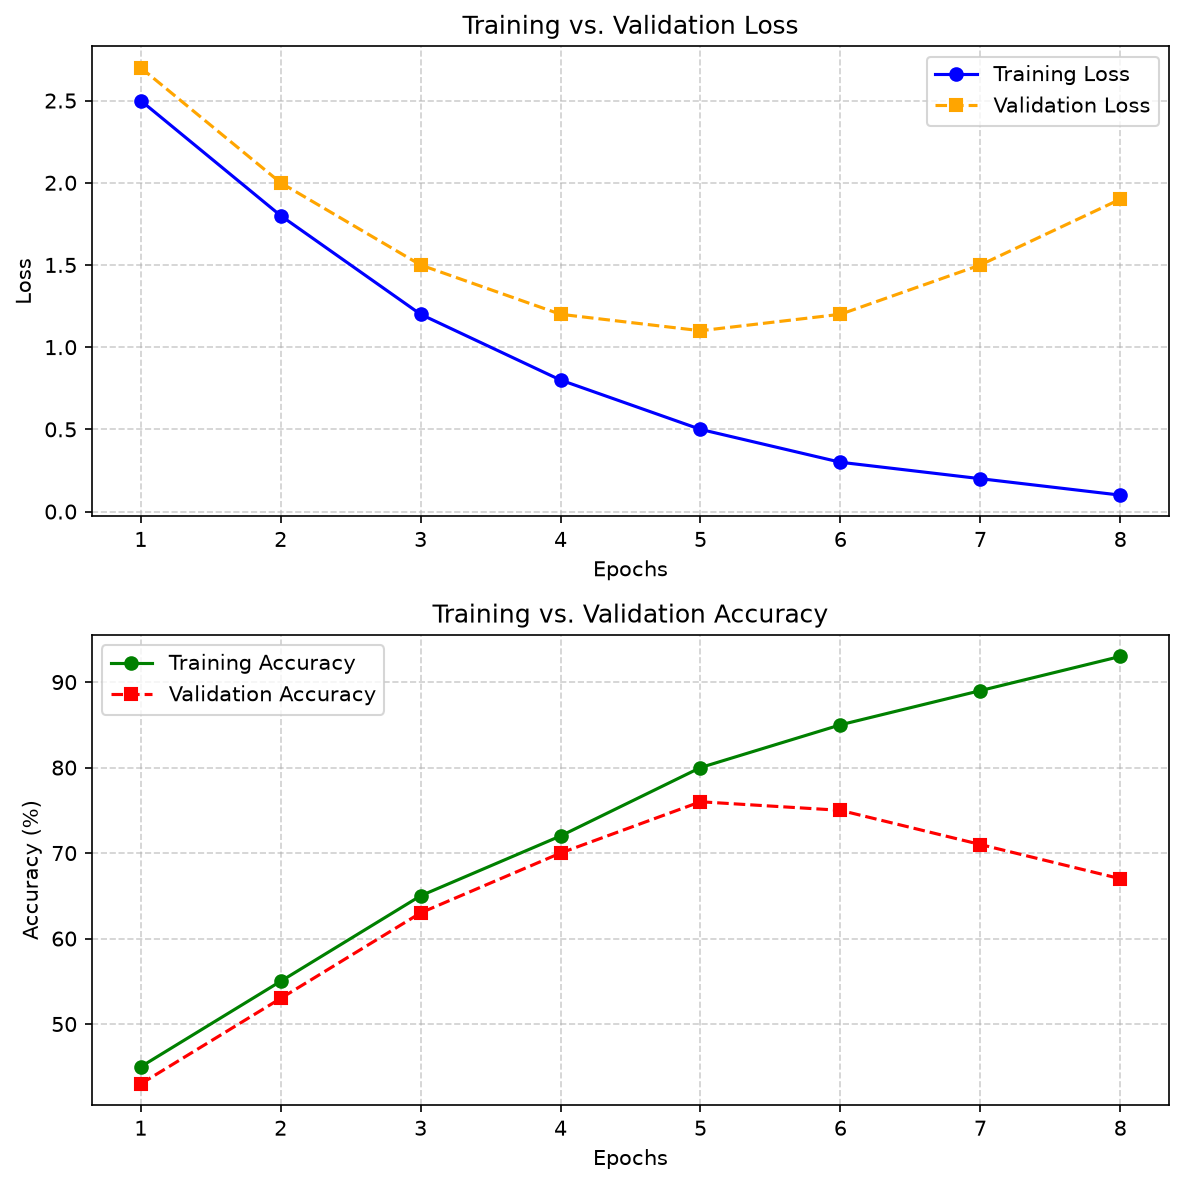 Training vs. Validation Loss
Training Loss
Validation Loss
2.5
2.0
1.5
1.0
0.5
0.0
Loss
1 2 3 4 5 6 7 8
Epochs
Training vs. Validation Accuracy
Training Accuracy
Validation Accuracy
90
80
70
60
50
Accuracy (%)
1 2 3 4 5 6 7 8
Epochs